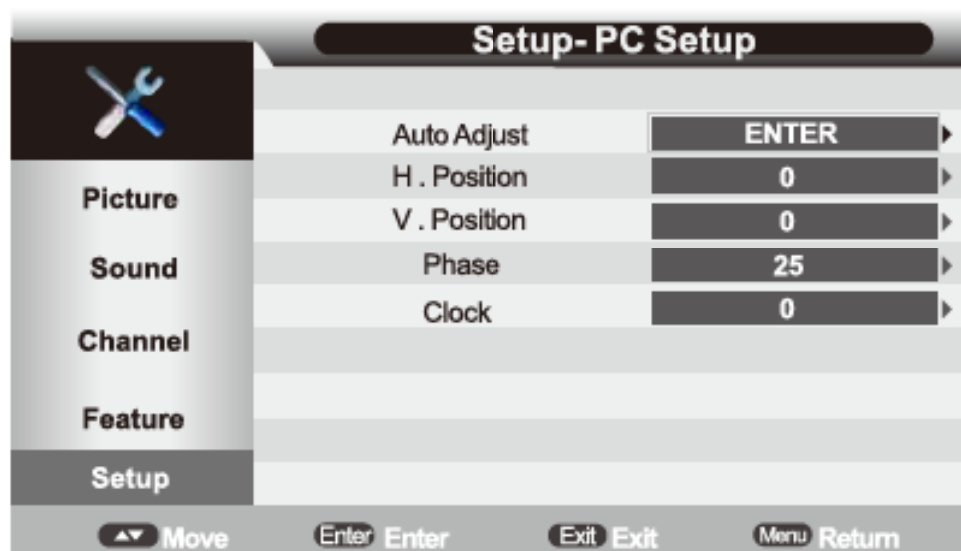 Setup- PC Setup
Auto Adjust ENTER
H . Position 0
V . Position 0
Phase 25
Clock 0
Picture
Sound
Channel
Feature
Setup
Move Enter Enter Exit Exit Menu Return